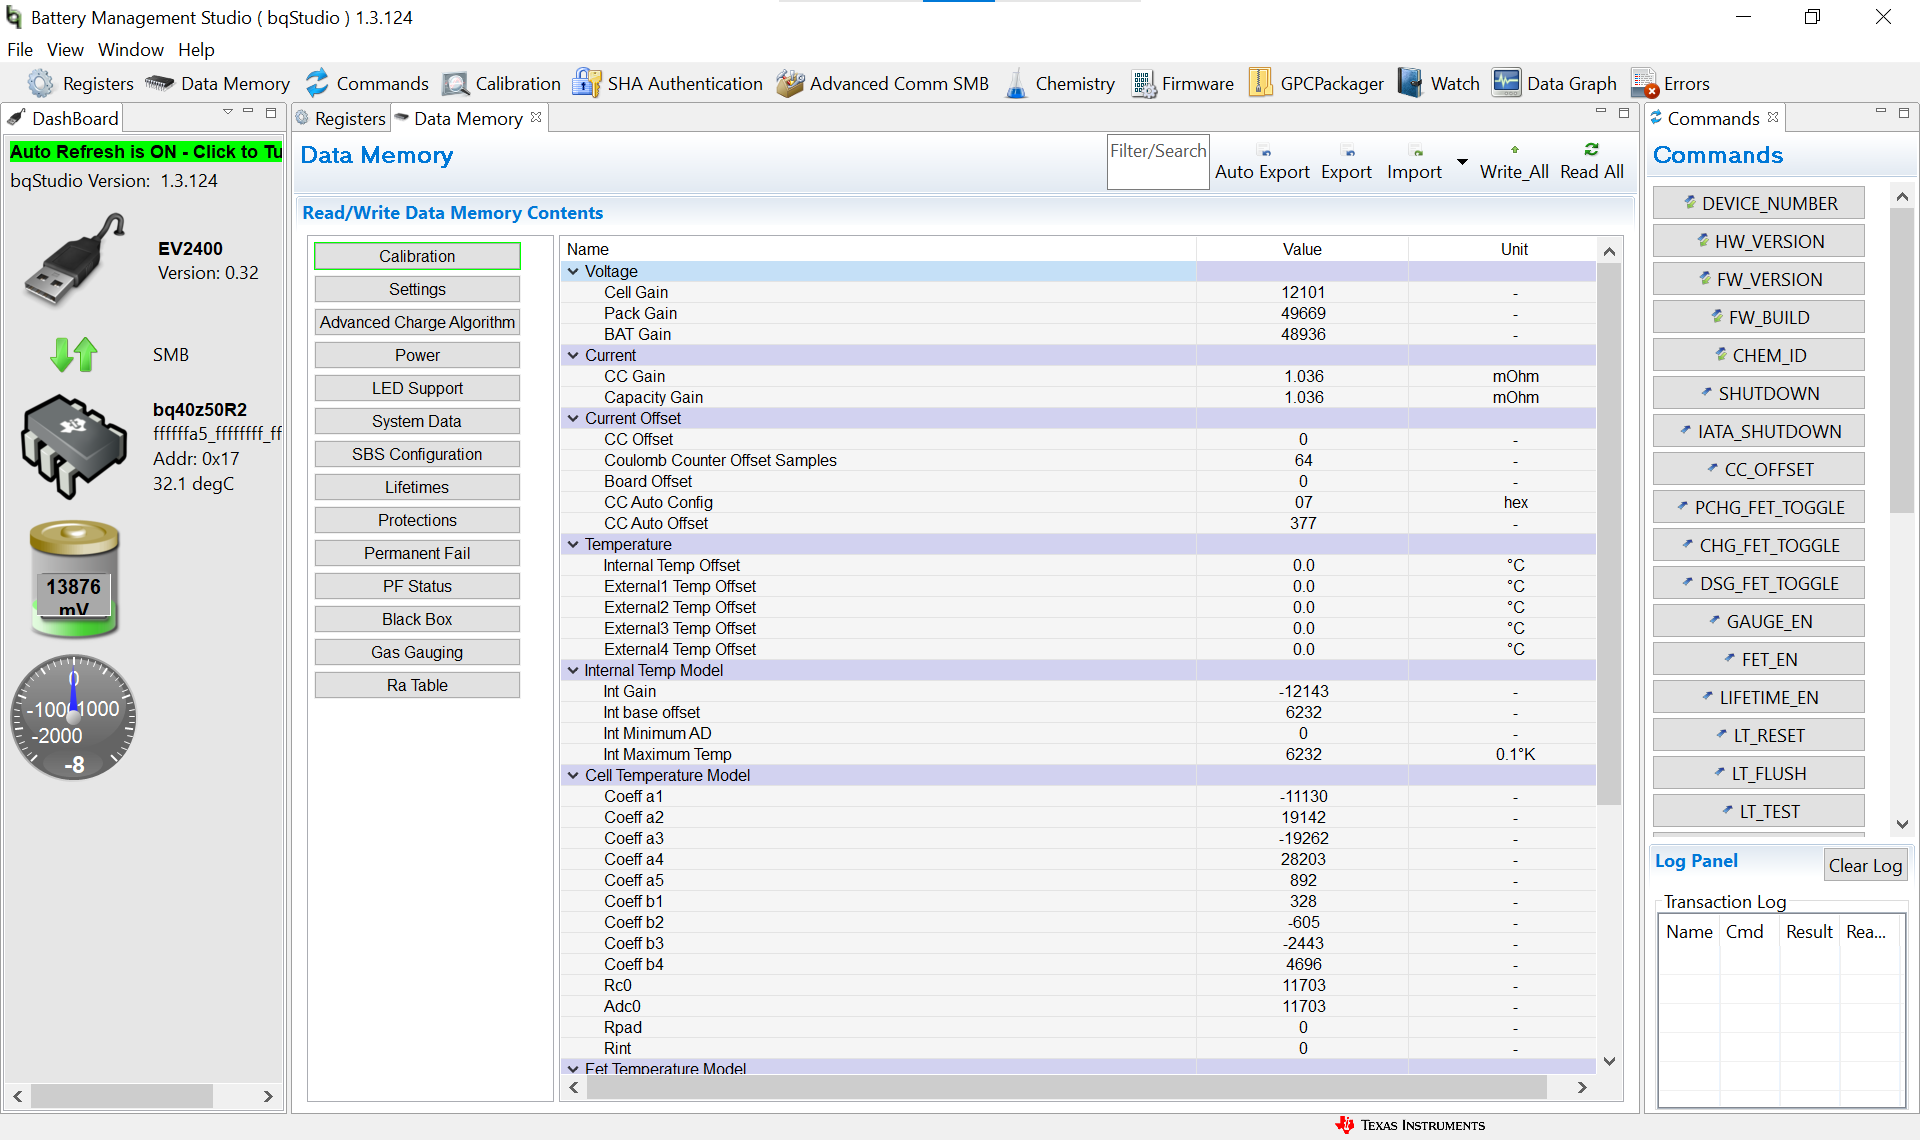 Battery Management Studio ( bqStudio ) 1.3.124
File View Window Help
Registers Data Memory Commands Calibration SHA Authentication Advanced Comm SMB Chemistry Firmware GPCPackager Watch Data Graph Errors
DashBoard
Auto Refresh is ON - Click to Tu
bqStudio Version: 1.3.124
EV2400
Version: 0.32
SMB
bq40z50R2
ffffffa5_ffffffff_ff
Addr: 0x17
32.1 degC
13876
mV
0
-100 1000
-2000
-8
Registers Data Memory
Data Memory
Filter/Search
Auto Export Export Import Write_All Read All
Read/Write Data Memory Contents
Calibration
Settings
Advanced Charge Algorithm
Power
LED Support
System Data
SBS Configuration
Lifetimes
Protections
Permanent Fail
PF Status
Black Box
Gas Gauging
Ra Table
Name Value Unit
Voltage
Cell Gain 12101 -
Pack Gain 49669 -
BAT Gain 48936 -
Current
CC Gain 1.036 mOhm
Capacity Gain 1.036 mOhm
Current Offset
CC Offset 0 -
Coulomb Counter Offset Samples 64 -
Board Offset 0 -
CC Auto Config 07 hex
CC Auto Offset 377 -
Temperature
Internal Temp Offset 0.0 °C
External1 Temp Offset 0.0 °C
External2 Temp Offset 0.0 °C
External3 Temp Offset 0.0 °C
External4 Temp Offset 0.0 °C
Internal Temp Model
Int Gain -12143 -
Int base offset 6232 -
Int Minimum AD 0 -
Int Maximum Temp 6232 0.1°K
Cell Temperature Model
Coeff a1 -11130 -
Coeff a2 19142 -
Coeff a3 -19262 -
Coeff a4 28203 -
Coeff a5 892 -
Coeff b1 328 -
Coeff b2 -605 -
Coeff b3 -2443 -
Coeff b4 4696 -
Rc0 11703 -
Adc0 11703 -
Rpad 0 -
Rint 0 -
Fet Temperature Model
Commands
Commands
DEVICE_NUMBER
HW_VERSION
FW_VERSION
FW_BUILD
CHEM_ID
SHUTDOWN
IATA_SHUTDOWN
CC_OFFSET
PCHG_FET_TOGGLE
CHG_FET_TOGGLE
DSG_FET_TOGGLE
GAUGE_EN
FET_EN
LIFETIME_EN
LT_RESET
LT_FLUSH
LT_TEST
Log Panel
Clear Log
Transaction Log
Name Cmd Result Rea...
TEXAS INSTRUMENTS